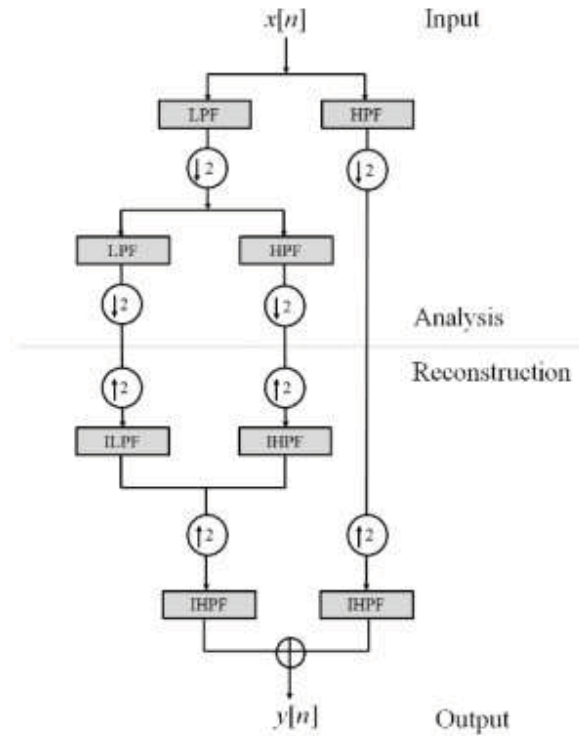 x[n] Input
LPF HPF
↓2 ↓2
LPF HPF
↓2 ↓2
Analysis
Reconstruction
↑2 ↑2
ILPF IHPF
↑2 ↑2
IHPF IHPF
y[n] Output